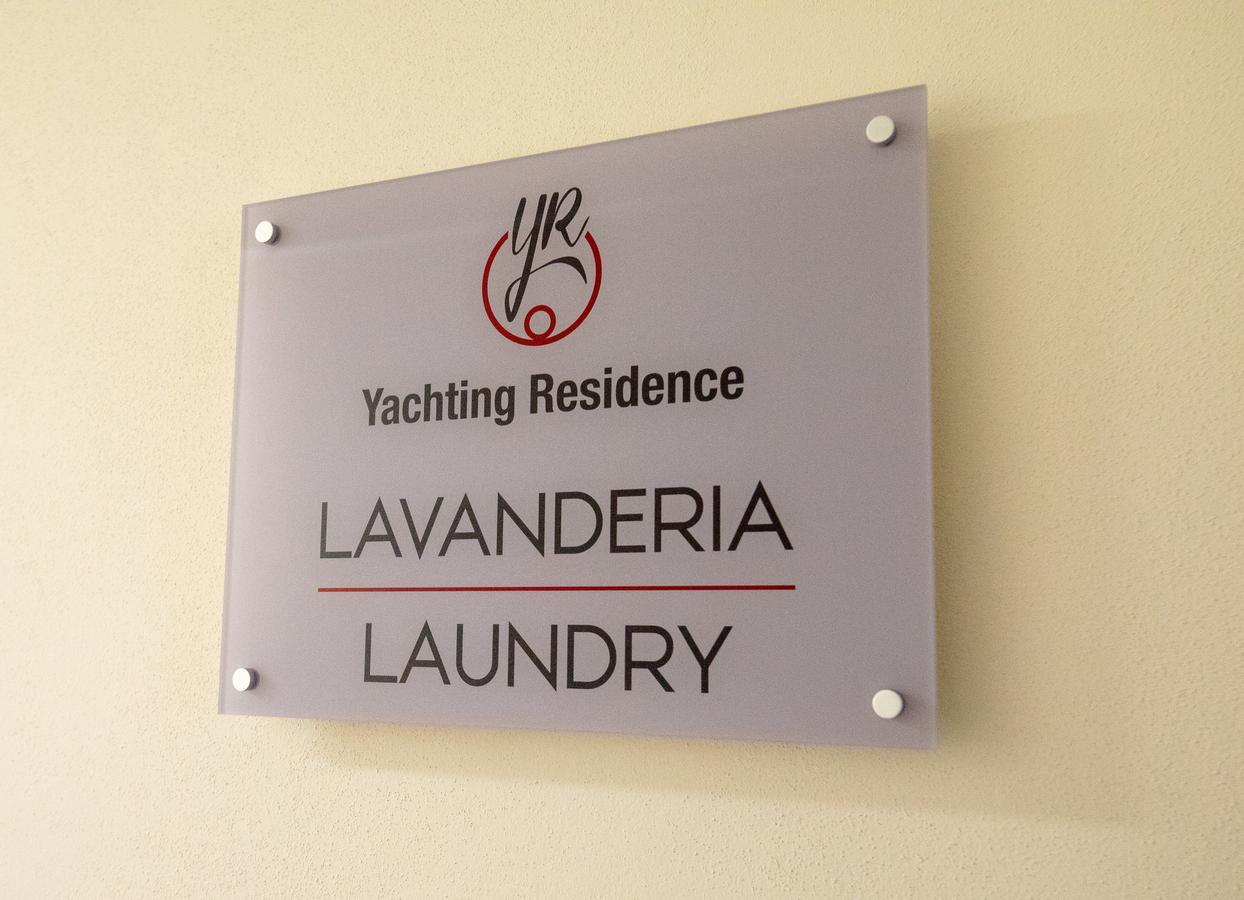 YR
Yachting Residence
LAVANDERIA
LAUNDRY